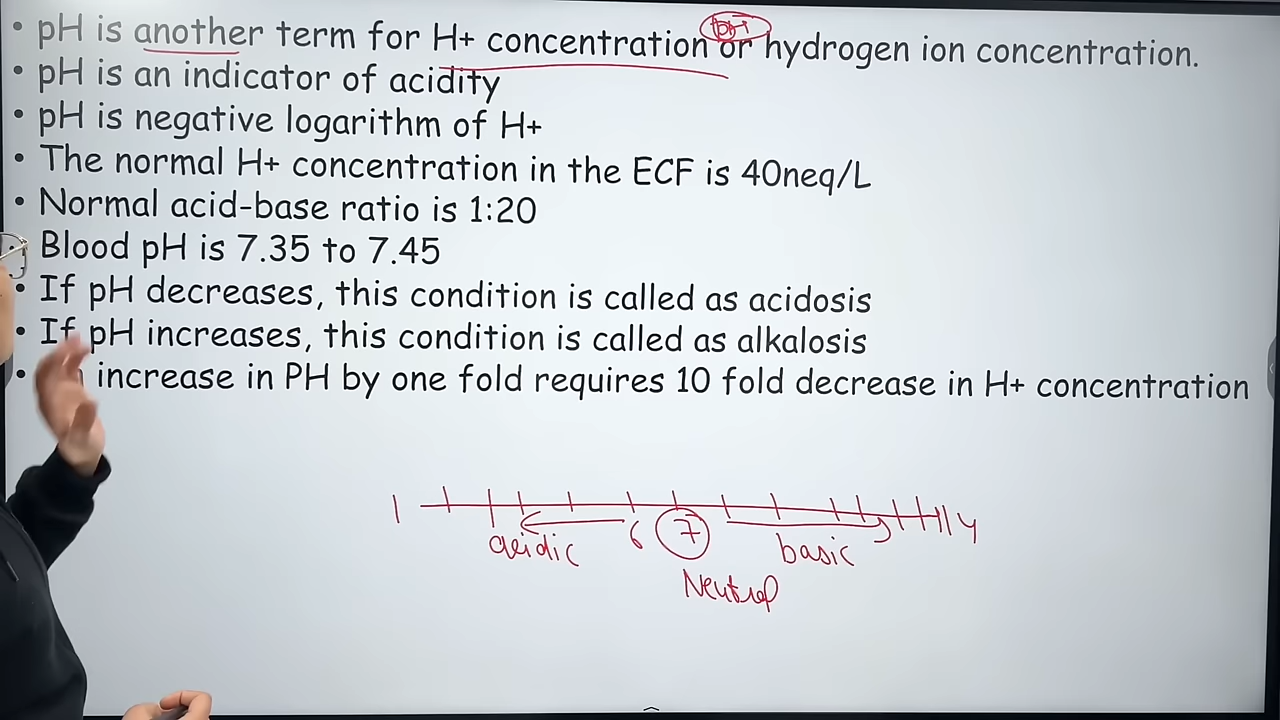 pH
• pH is another term for H+ concentration or hydrogen ion concentration.
• pH is an indicator of acidity
• pH is negative logarithm of H+
• The normal H+ concentration in the ECF is 40neq/L
• Normal acid-base ratio is 1:20
Blood pH is 7.35 to 7.45
• If pH decreases, this condition is called as acidosis
• If pH increases, this condition is called as alkalosis
• increase in PH by one fold requires 10 fold decrease in H+ concentration
1 6 7 14
acidic basic
Neutral